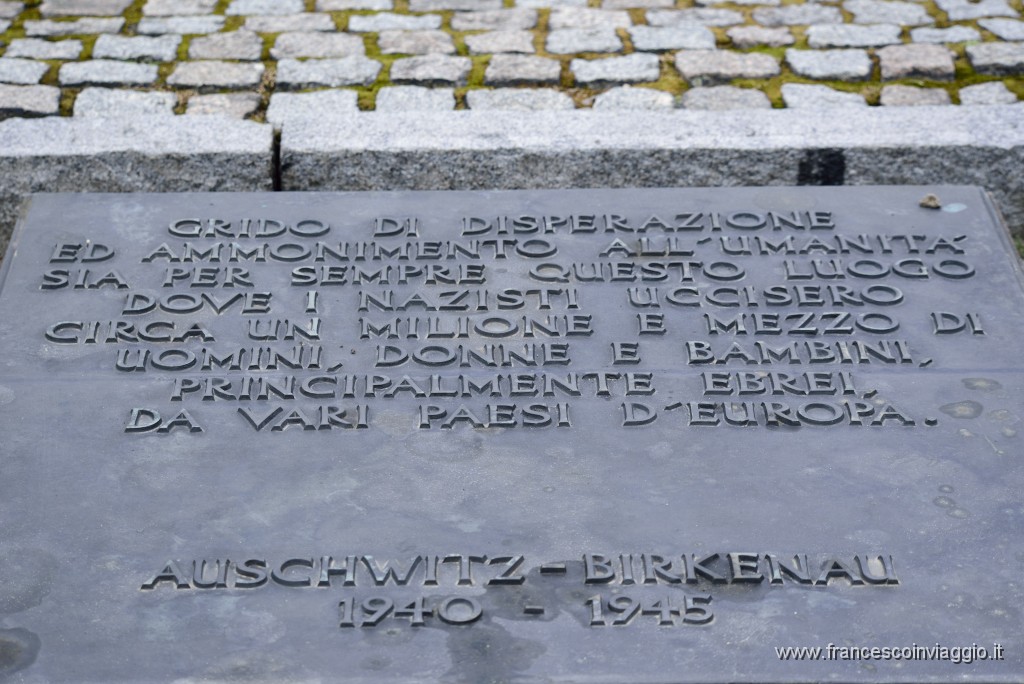 GRIDO DI DISPERAZIONE
ED AMMONIMENTO ALL´UMANITÁ
SIA PER SEMPRE QUESTO LUOGO
DOVE I NAZISTI UCCISERO
CIRCA UN MILIONE E MEZZO DI
UOMINI, DONNE E BAMBINI,
PRINCIPALMENTE EBREI,
DA VARI PAESI D´EUROPA.
AUSCHWITZ - BIRKENAU
1940 - 1945
www.francescoinviaggio.it